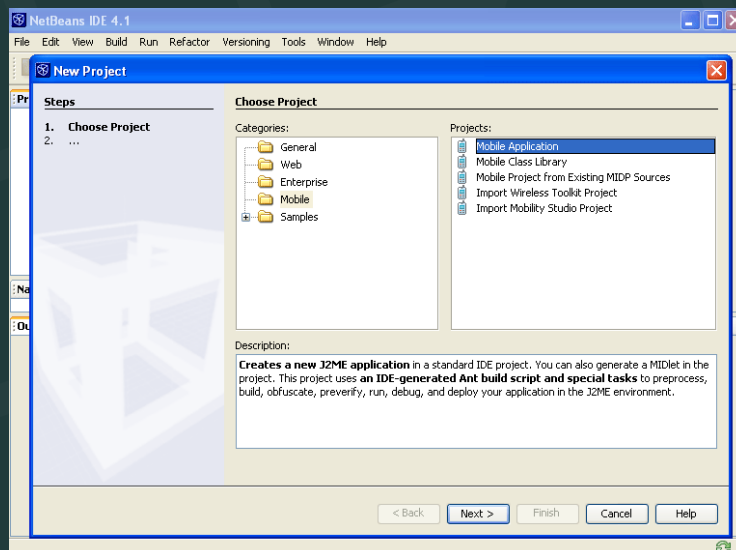 NetBeans IDE 4.1
File Edit View Build Run Refactor Versioning Tools Window Help
New Project
Pr
Steps
1. Choose Project
2. ...
Choose Project
Categories:
General
Web
Enterprise
Mobile
Samples
Projects:
Mobile Application
Mobile Class Library
Mobile Project from Existing MIDP Sources
Import Wireless Toolkit Project
Import Mobility Studio Project
Na
Ou
Description:
Creates a new J2ME application in a standard IDE project. You can also generate a MIDlet in the
project. This project uses an IDE-generated Ant build script and special tasks to preprocess,
build, obfuscate, preverify, run, debug, and deploy your application in the J2ME environment.
< Back Next > Finish Cancel Help